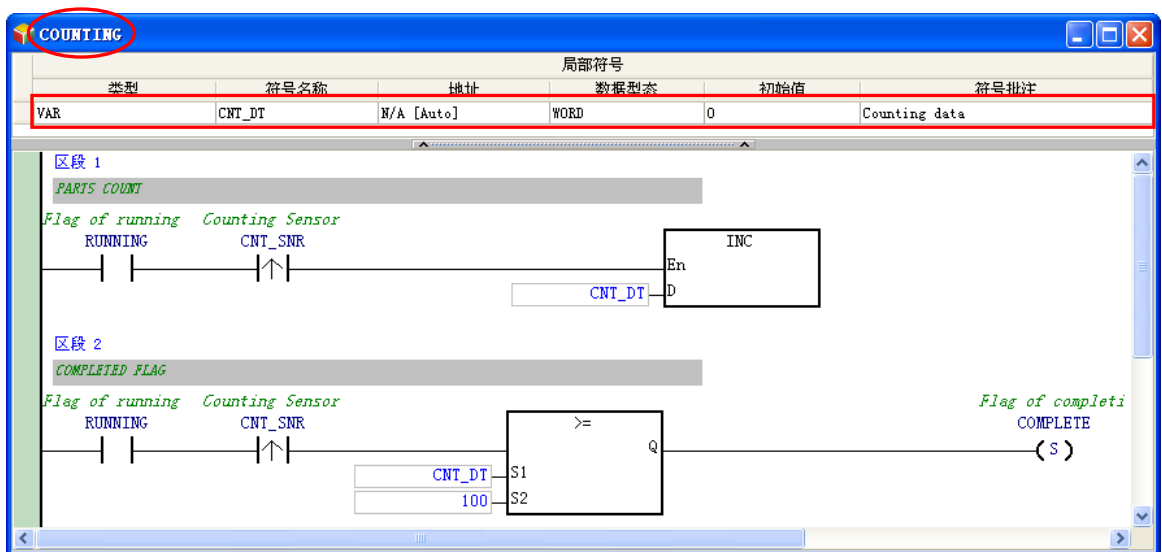 COUNTING
局部符号
类型 符号名称 地址 数据型态 初始值 符号批注
VAR CNT_DT N/A [Auto] WORD 0 Counting data
区段 1
PARTS COUNT
Flag of running Counting Sensor
RUNNING CNT_SNR INC
En
CNT_DT D
区段 2
COMPLETED FLAG
Flag of running Counting Sensor Flag of completi
RUNNING CNT_SNR >= COMPLETE
Q S
CNT_DT S1
100 S2